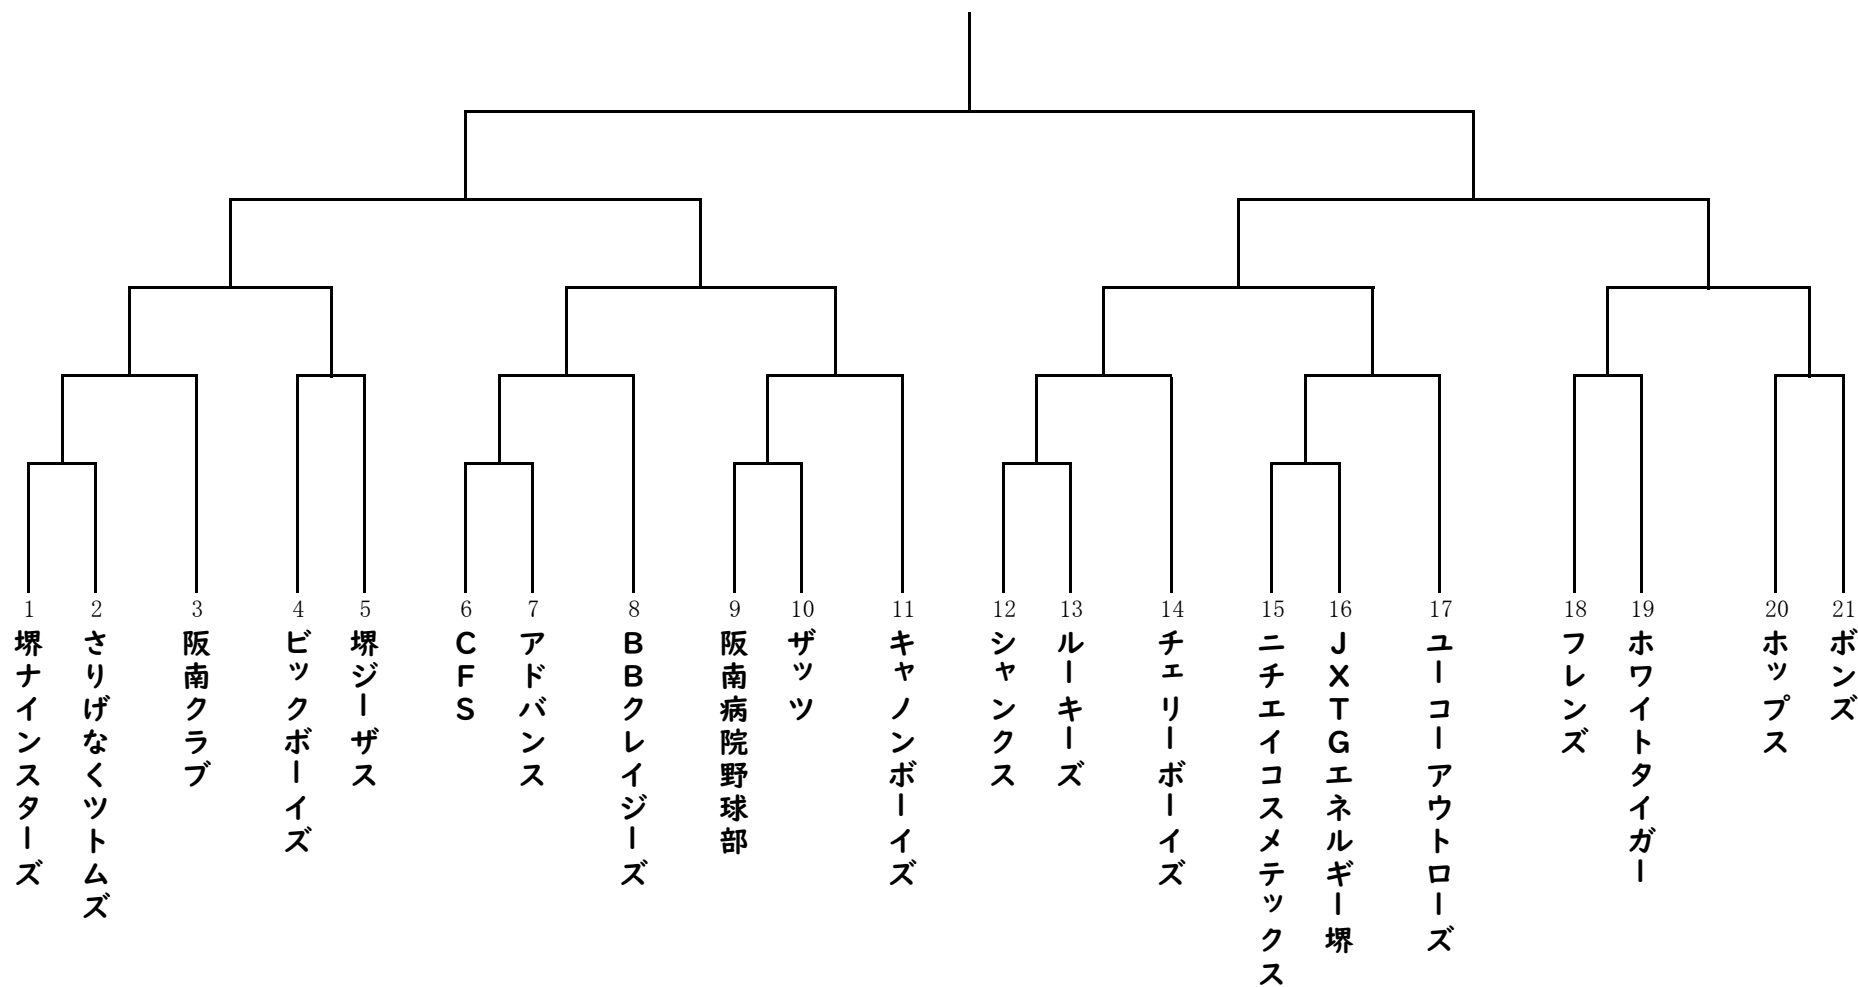 1
堺ナインスターズ
2
さりげなくツトムズ
3
阪南クラブ
4
ビックボーイズ
5
堺ジーザス
6
ＣＦＳ
7
アドバンス
8
ＢＢクレイジーズ
9
阪南病院野球部
10
ザッツ
11
キャノンボーイズ
12
シャンクス
13
ルーキーズ
14
チェリーボーイズ
15
ニチエイコスメテックス
16
ＪＸＴＧエネルギー堺
17
ユーコーアウトローズ
18
フレンズ
19
ホワイトタイガー
20
ホップス
21
ボンズ